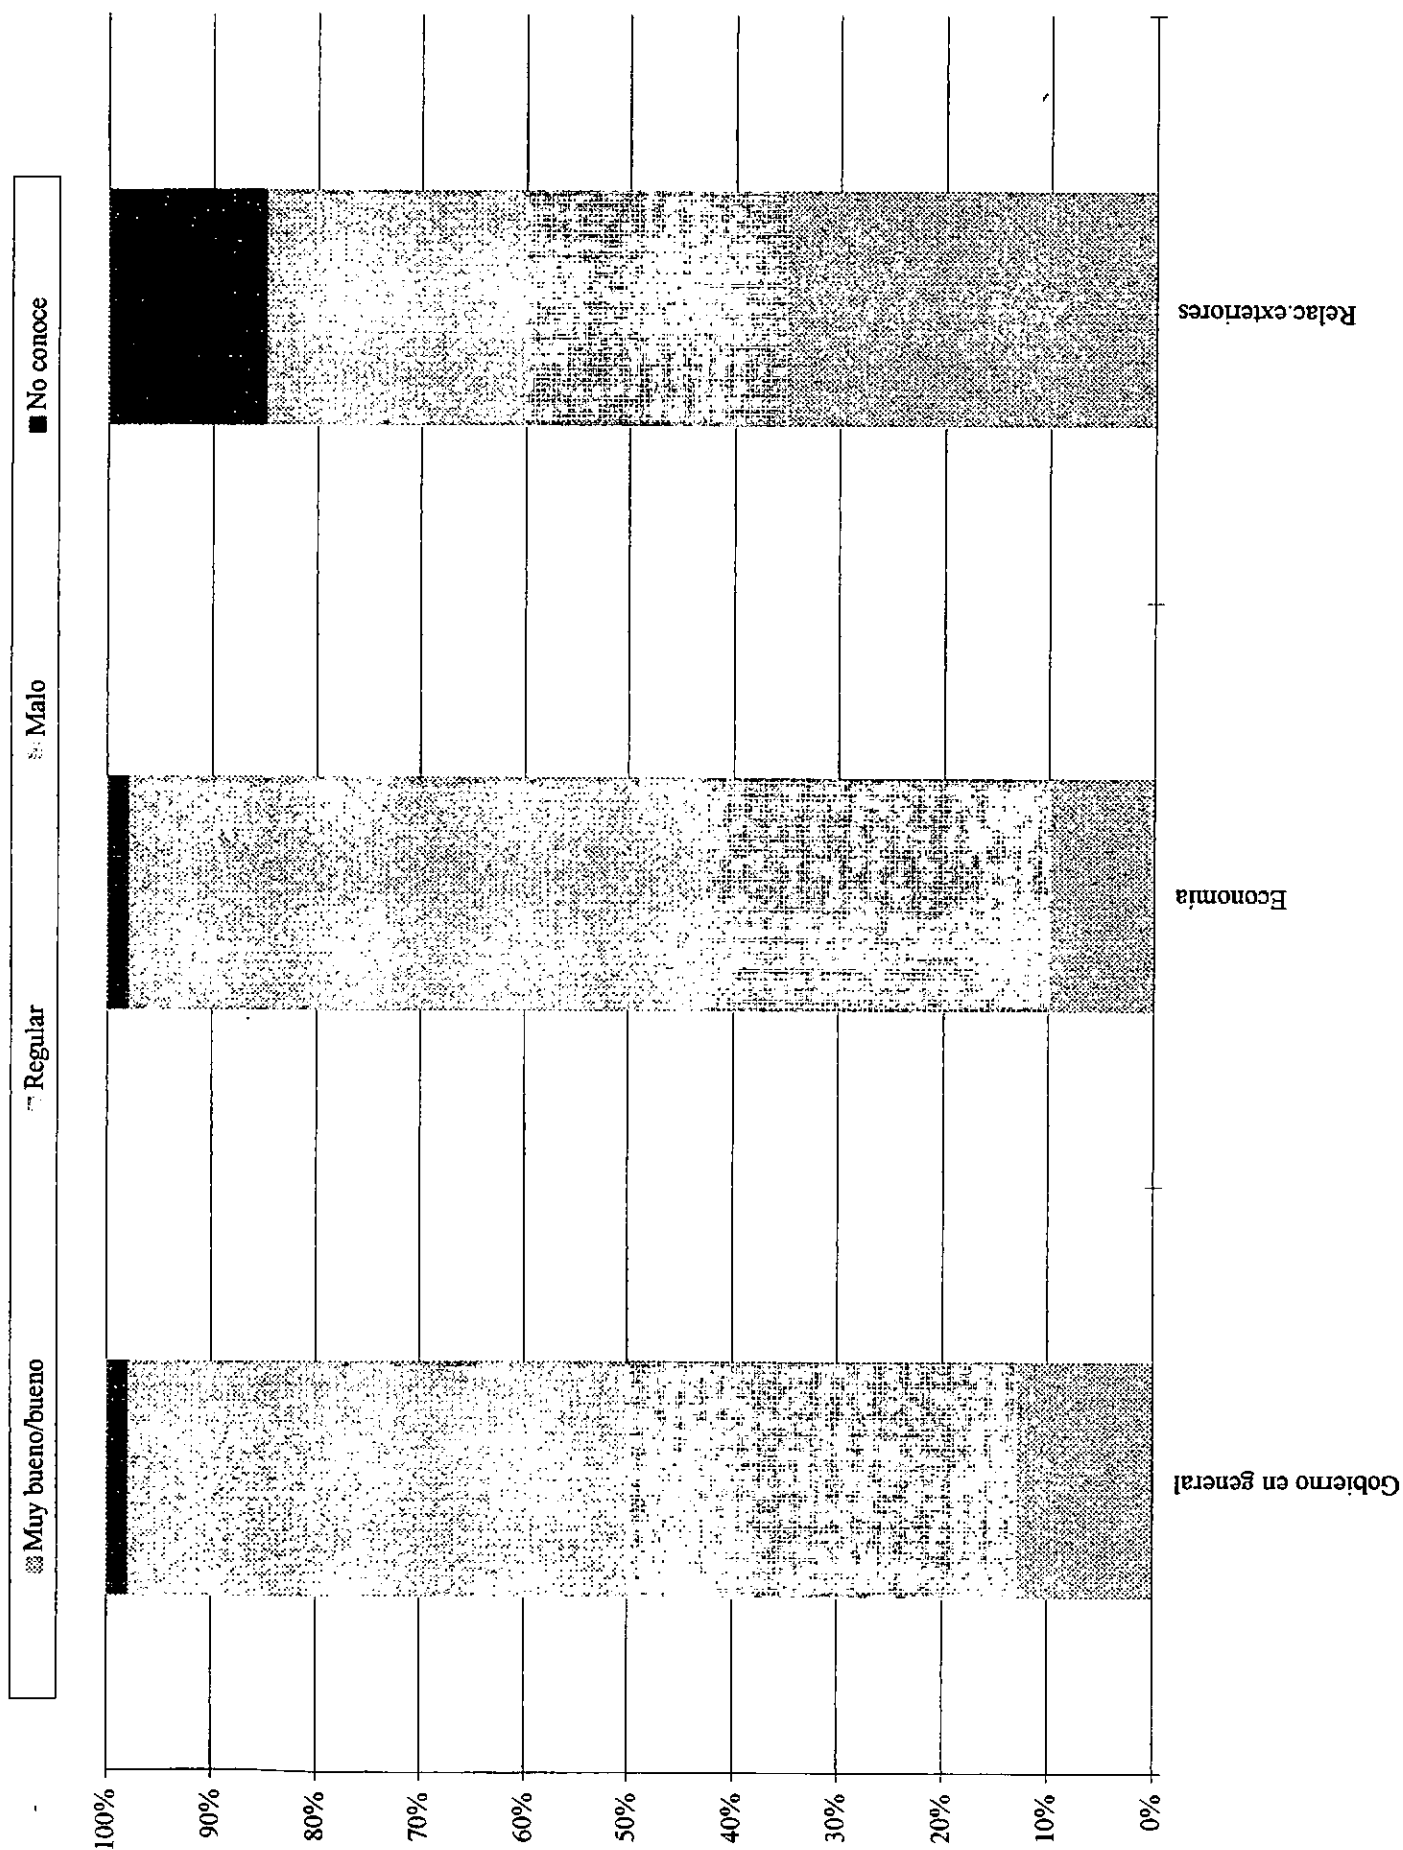 Muy bueno/bueno
Regular
Malo
No conoce
100%
90%
80%
70%
60%
50%
40%
30%
20%
10%
0%
Gobierno en general
Economía
Relac.exteriores